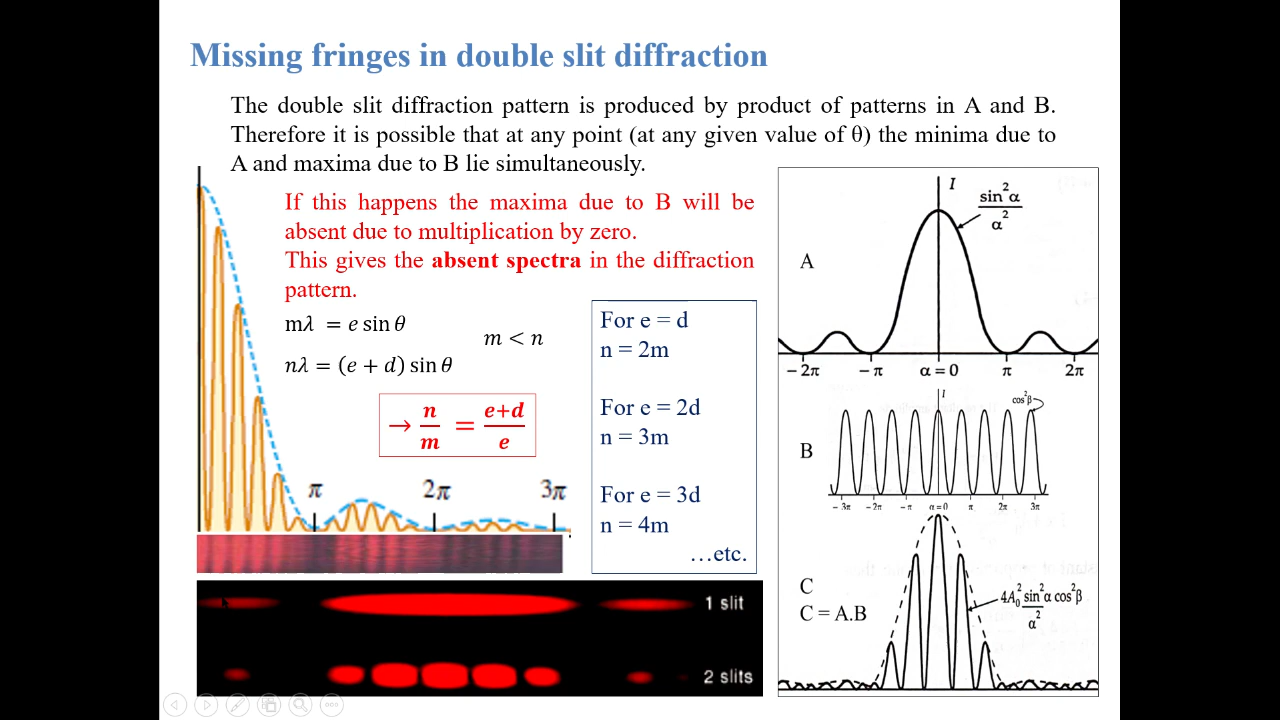 Missing fringes in double slit diffraction
The double slit diffraction pattern is produced by product of patterns in A and B.
Therefore it is possible that at any point (at any given value of θ) the minima due to
A and maxima due to B lie simultaneously.
If this happens the maxima due to B will be
absent due to multiplication by zero.
This gives the absent spectra in the diffraction
pattern.
mλ = e sin θ
m < n
nλ = (e + d) sin θ
→ n/m = e+d/e
For e = d
n = 2m
For e = 2d
n = 3m
For e = 3d
n = 4m
…etc.
π 2π 3π
1 slit
2 slits
I
sin²α/α²
A
−2π −π α=0 π 2π
I
cos²β
B
−3π −2π −π α=0 π 2π 3π
C
C = A.B
4A₀² sin²α cos²β/α²